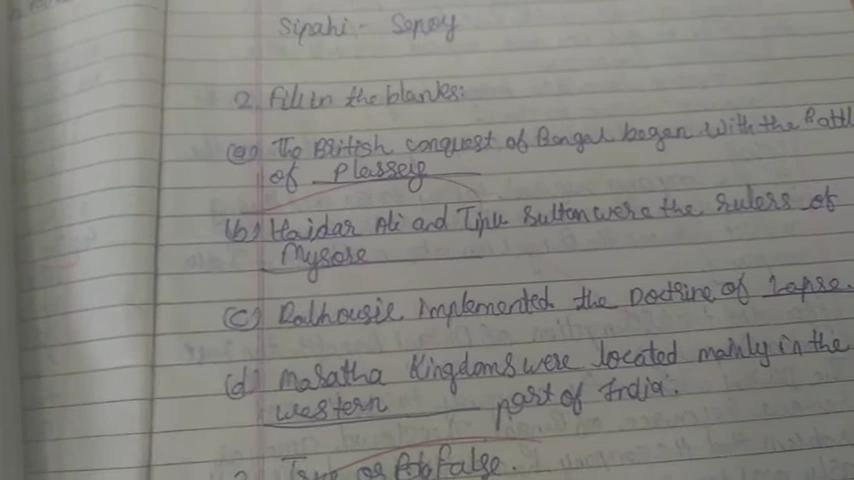 Sipahi - Sepoy
2. Fill in the blanks:
(a) The British conquest of Bengal began with the Battl
of Plassey
(b) Haidar Ali and Tipu Sultan were the rulers of
Mysore
(c) Dalhousie implemented the Doctrine of Lapse.
(d) Maratha Kingdoms were located mainly in the
western part of India.
True or False.